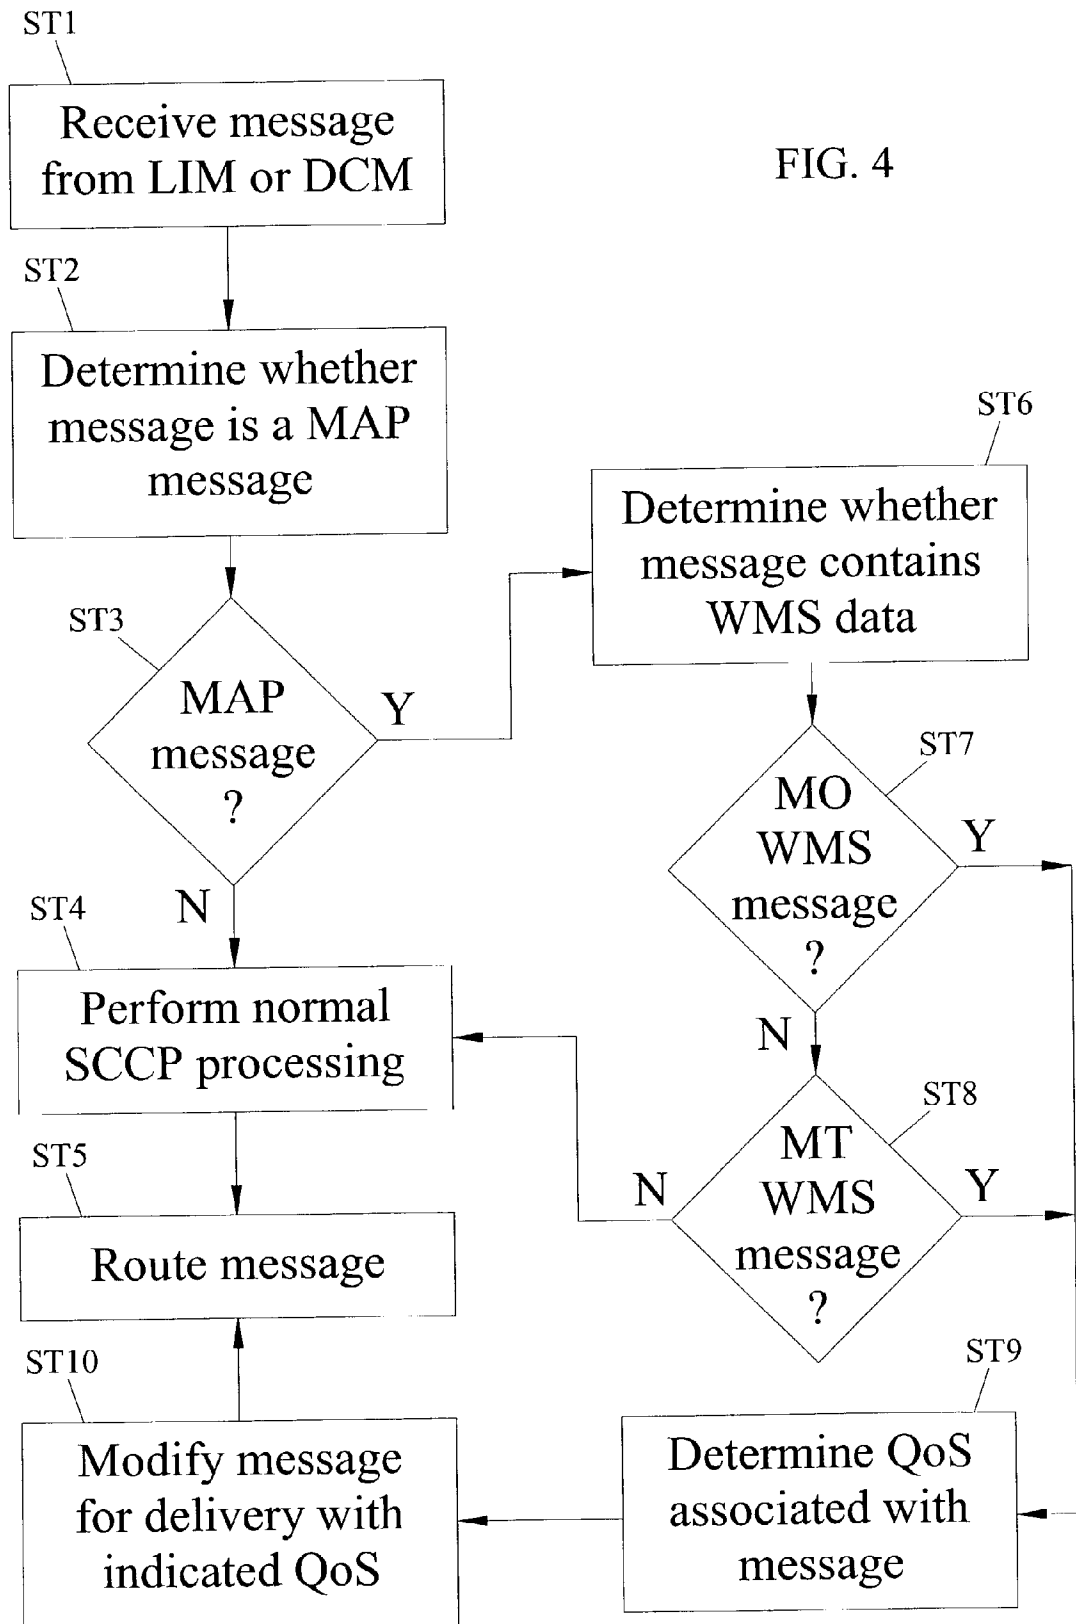 ST1
Receive message
from LIM or DCM
FIG. 4
ST2
Determine whether
message is a MAP
message
ST3
MAP
message
?
Y
N
ST4
Perform normal
SCCP processing
ST5
Route message
ST6
Determine whether
message contains
WMS data
ST7
MO
WMS
message
?
Y
N
ST8
MT
WMS
message
?
N
Y
ST9
Determine QoS
associated with
message
ST10
Modify message
for delivery with
indicated QoS